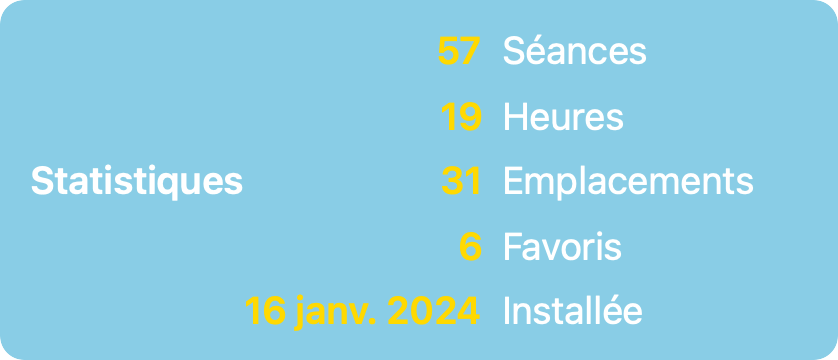 57 Séances
19 Heures
Statistiques 31 Emplacements
6 Favoris
16 janv. 2024 Installée